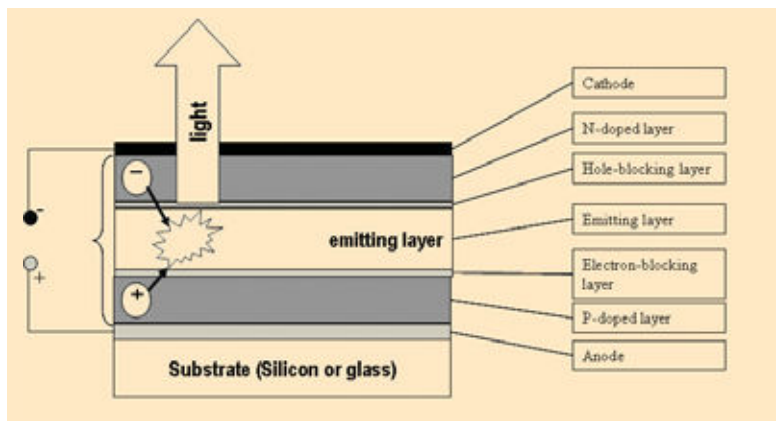 light
Cathode
N-doped layer
Hole-blocking layer
−
Emitting layer
-
emitting layer
Electron-blocking
layer
+
+
P-doped layer
Anode
Substrate (Silicon or glass)